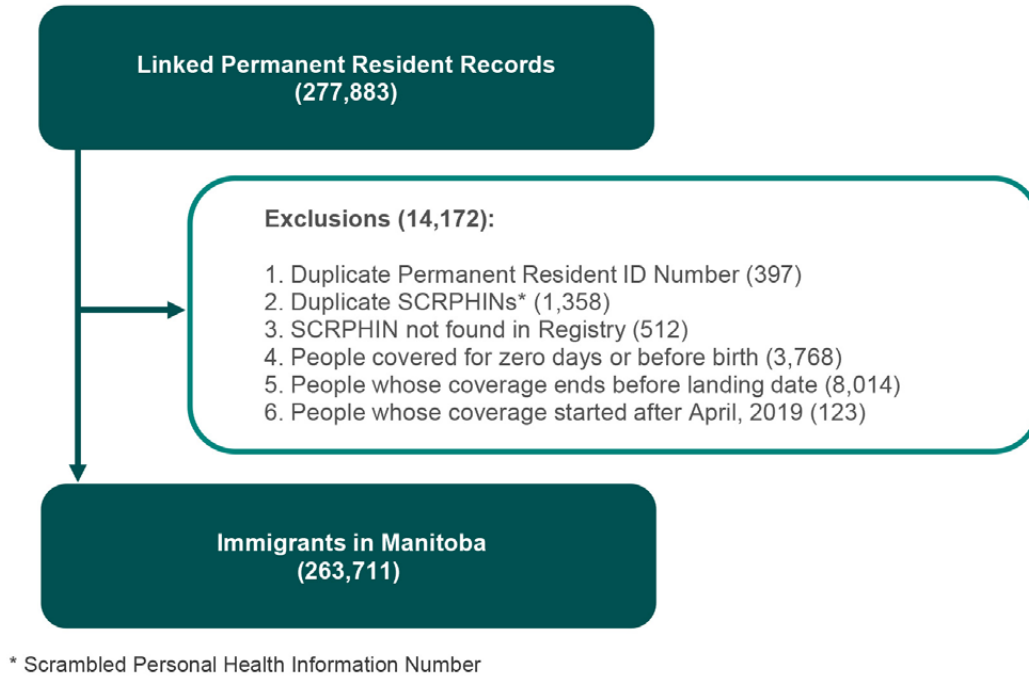 Linked Permanent Resident Records
(277,883)
Exclusions (14,172):
1. Duplicate Permanent Resident ID Number (397)
2. Duplicate SCRPHINs* (1,358)
3. SCRPHIN not found in Registry (512)
4. People covered for zero days or before birth (3,768)
5. People whose coverage ends before landing date (8,014)
6. People whose coverage started after April, 2019 (123)
Immigrants in Manitoba
(263,711)
* Scrambled Personal Health Information Number